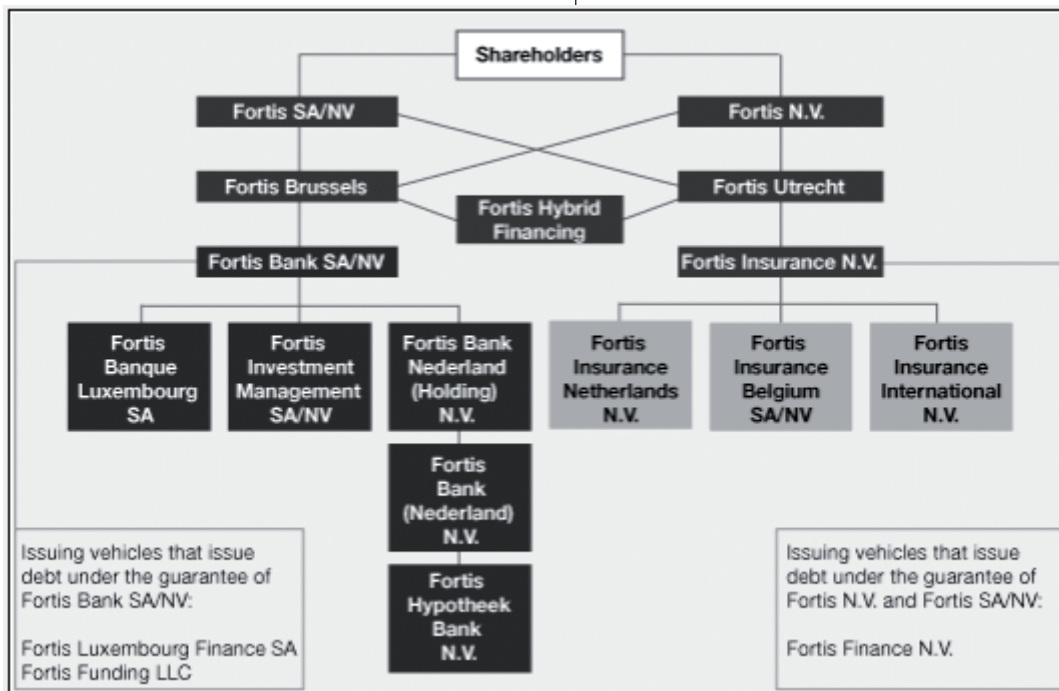 Shareholders
Fortis SA/NV
Fortis N.V.
Fortis Brussels
Fortis Utrecht
Fortis Hybrid
Financing
Fortis Bank SA/NV
Fortis Insurance N.V.
Fortis
Banque
Luxembourg
SA
Fortis
Investment
Management
SA/NV
Fortis Bank
Nederland
(Holding)
N.V.
Fortis
Insurance
Netherlands
N.V.
Fortis
Insurance
Belgium
SA/NV
Fortis
Insurance
International
N.V.
Fortis
Bank
(Nederland)
N.V.
Fortis
Hypotheek
Bank
N.V.
Issuing vehicles that issue
debt under the guarantee of
Fortis Bank SA/NV:
Fortis Luxembourg Finance SA
Fortis Funding LLC
Issuing vehicles that issue
debt under the guarantee of
Fortis N.V. and Fortis SA/NV:
Fortis Finance N.V.